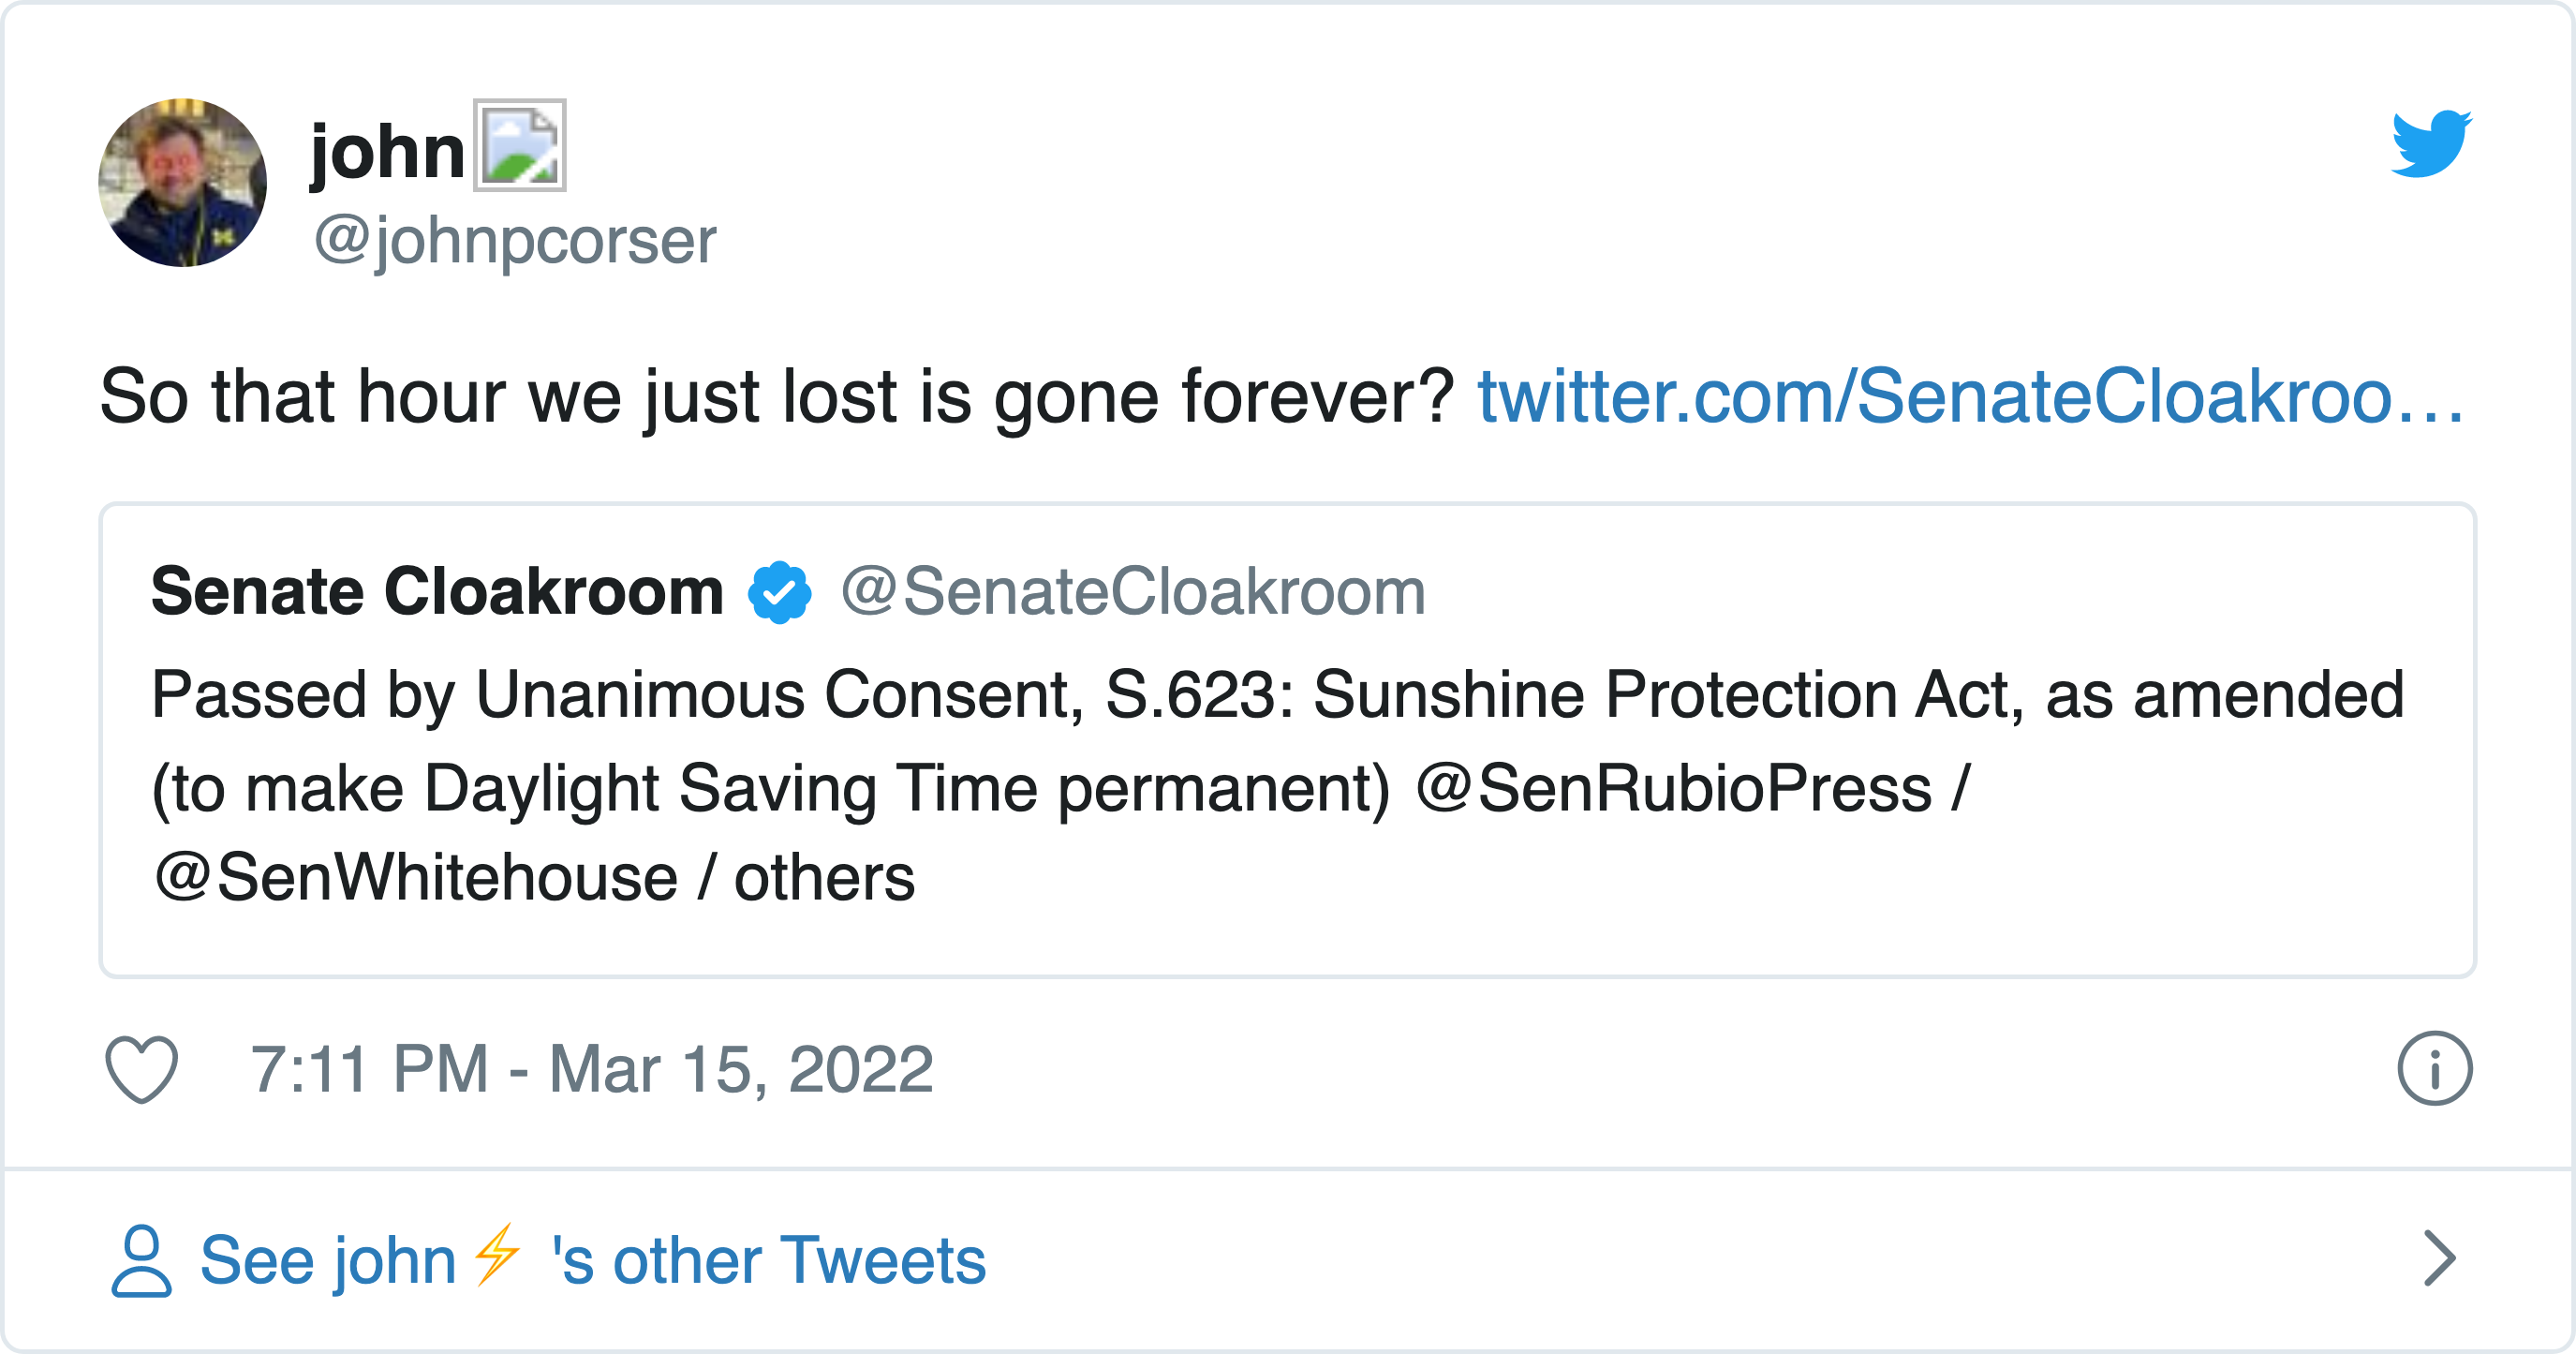 john
@johnpcorser
So that hour we just lost is gone forever? twitter.com/SenateCloakroo…
Senate Cloakroom @SenateCloakroom
Passed by Unanimous Consent, S.623: Sunshine Protection Act, as amended
(to make Daylight Saving Time permanent) @SenRubioPress /
@SenWhitehouse / others
7:11 PM - Mar 15, 2022
See john⚡ 's other Tweets